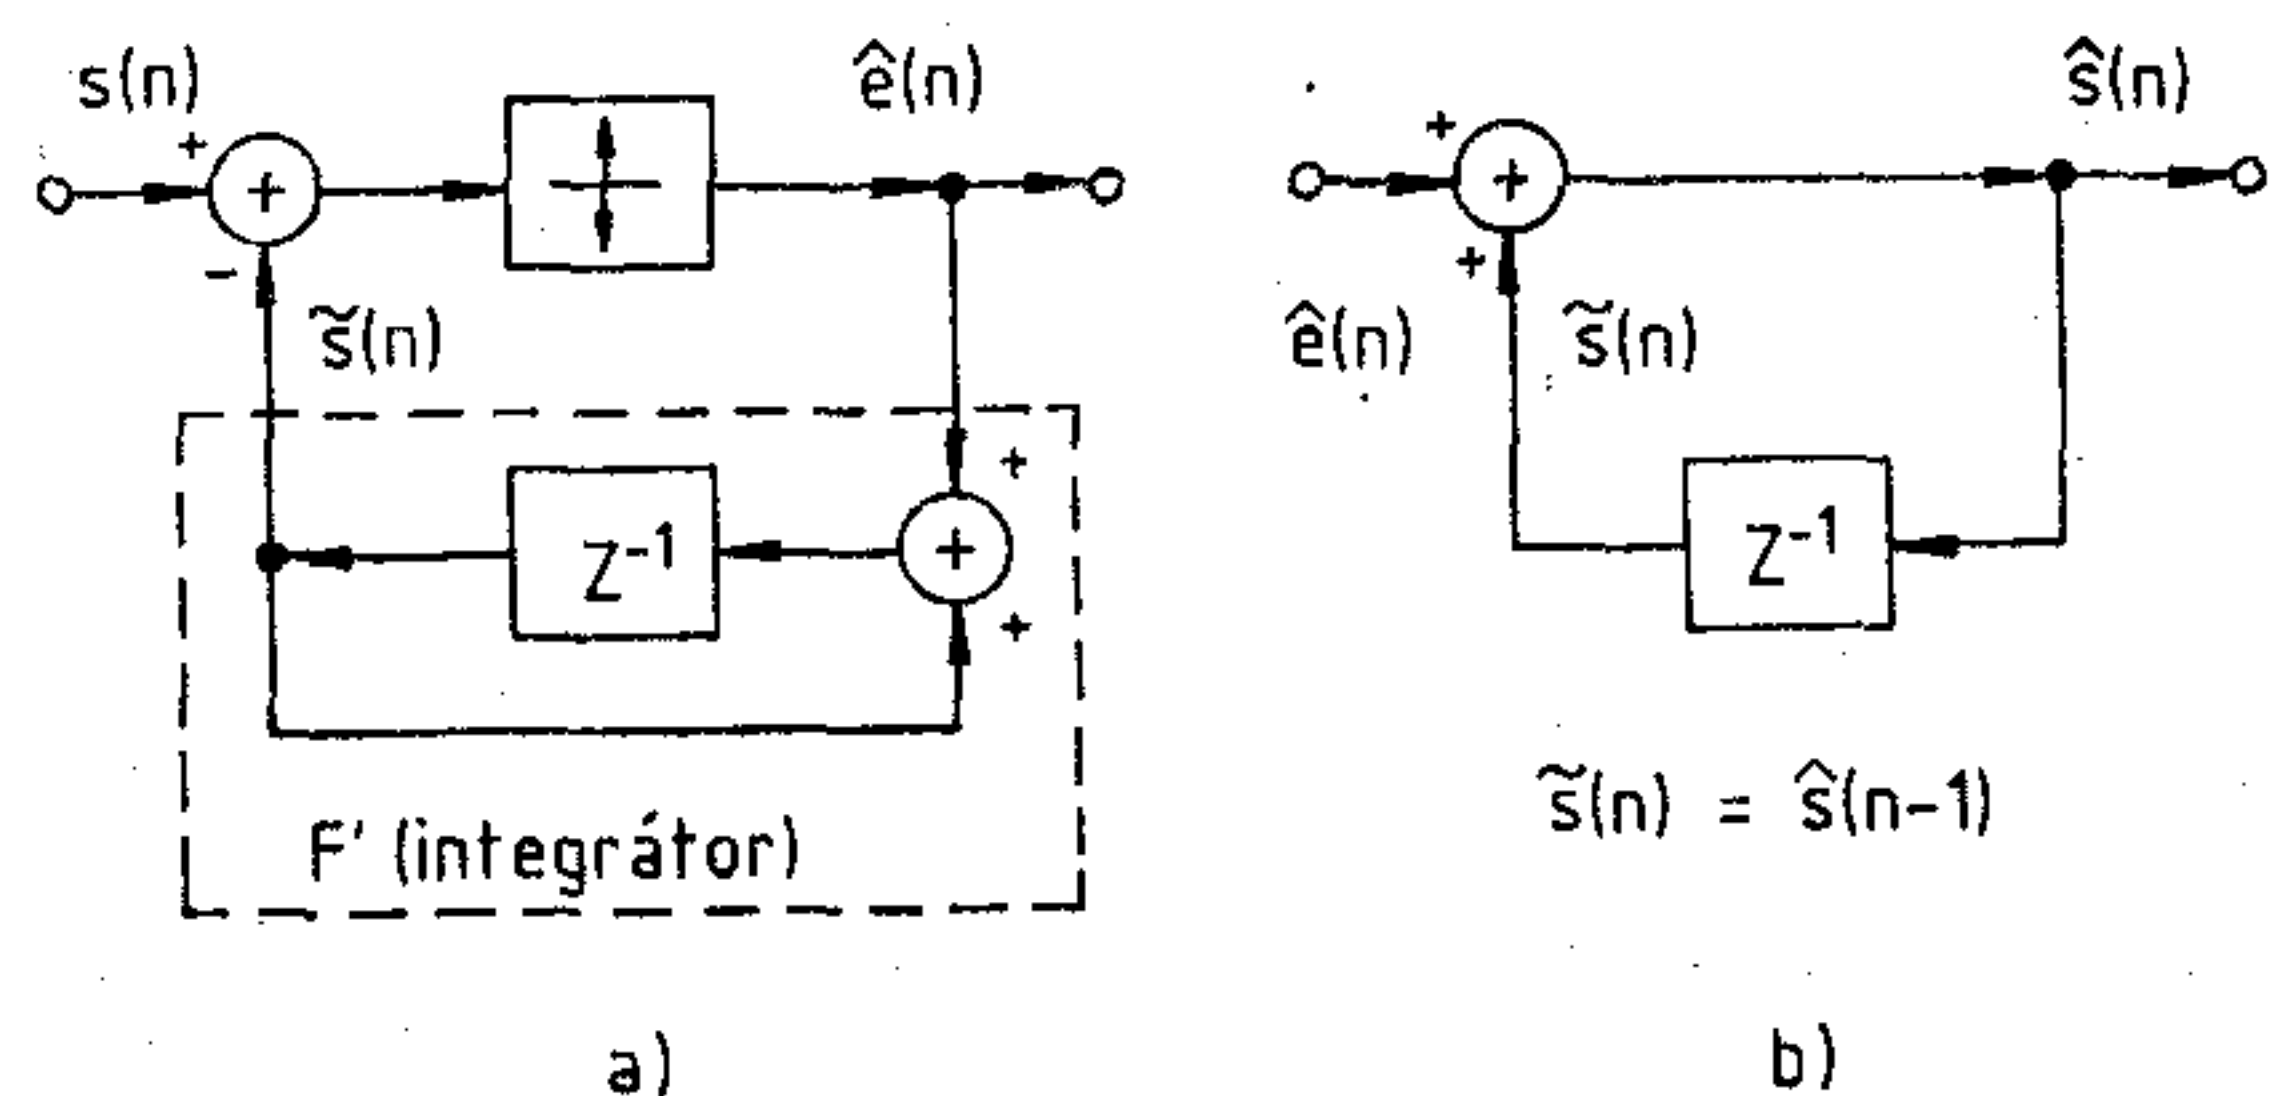 s(n)
ê(n)
+
+
-
s̃(n)
+
Z⁻¹
+
+
F' (integrátor)
a)
ŝ(n)
+
+
+
ê(n)
s̃(n)
Z⁻¹
s̃(n) = ŝ(n-1)
b)